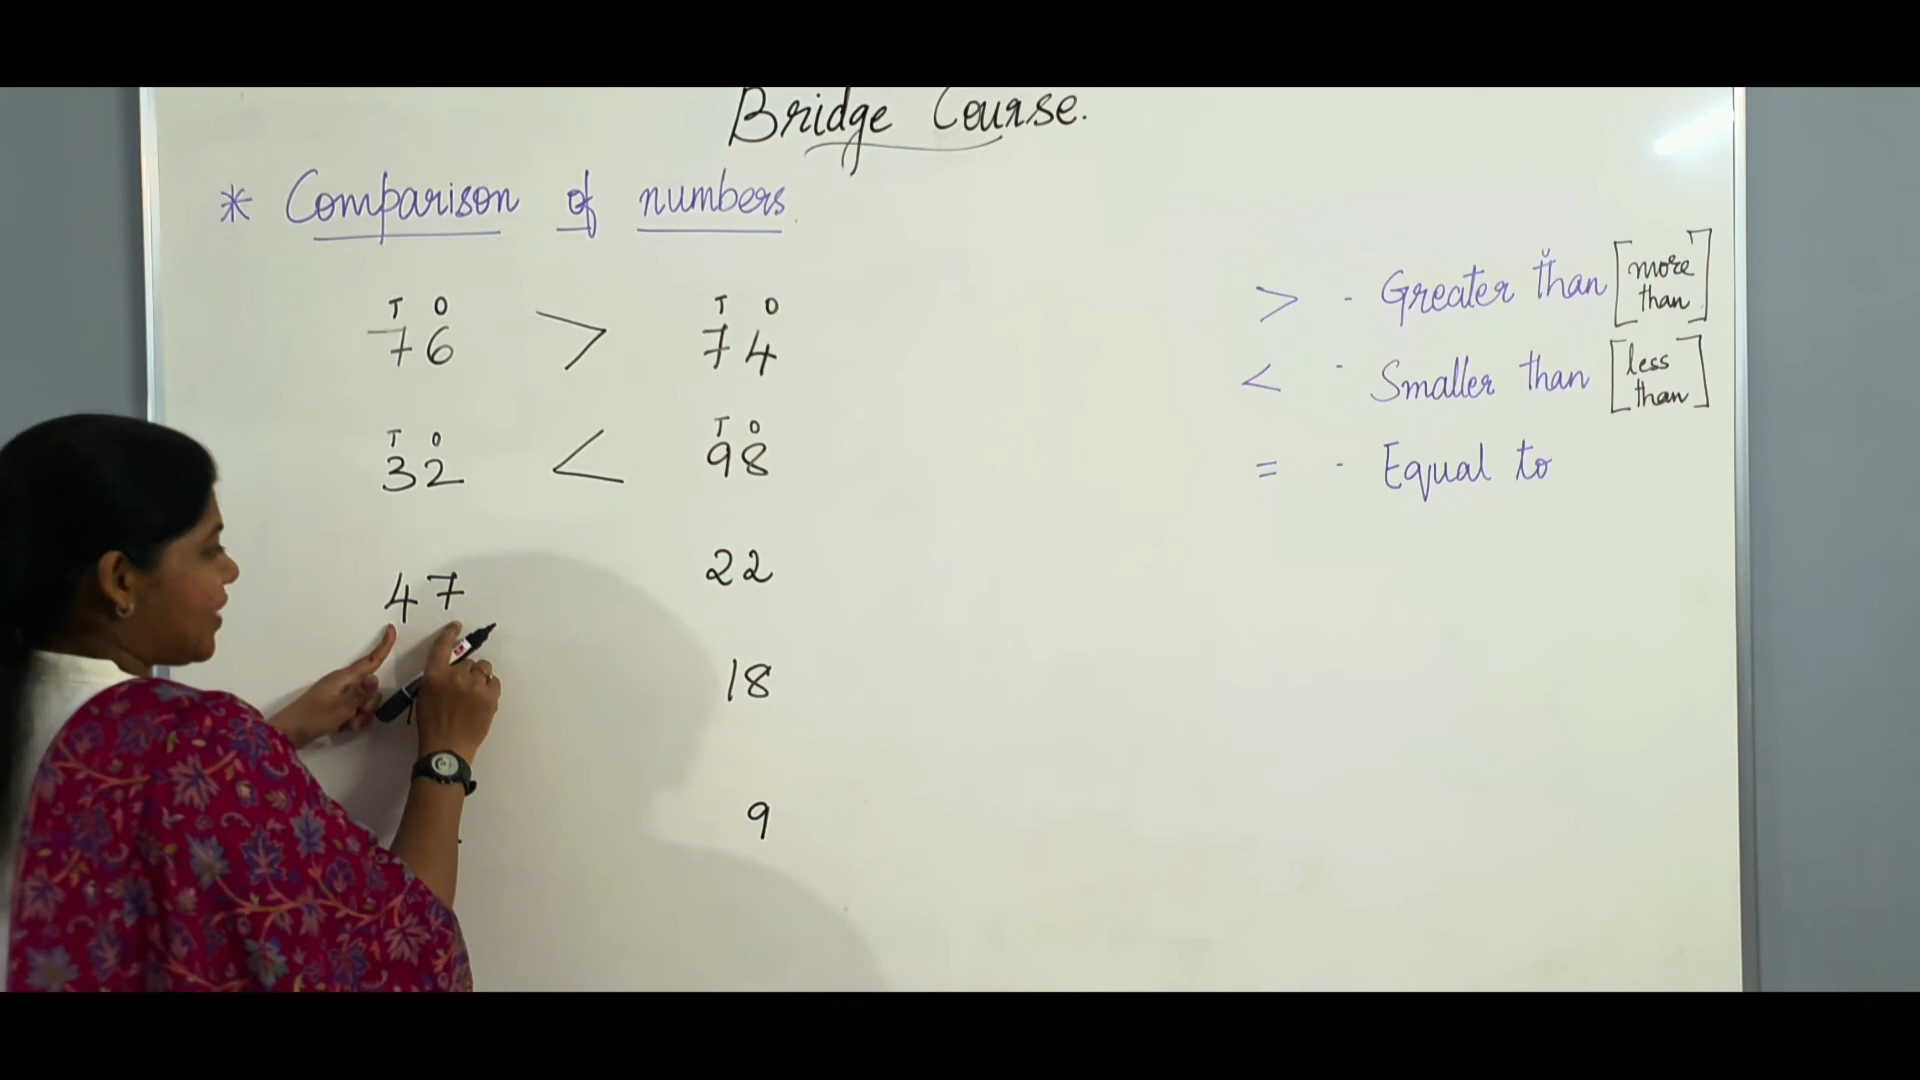 Bridge Course.
* Comparison of numbers.
T O T O
76 > 74
T O T O
32 < 98
47 22
18
9
> - Greater than [more than]
< - Smaller than [less than]
= - Equal to